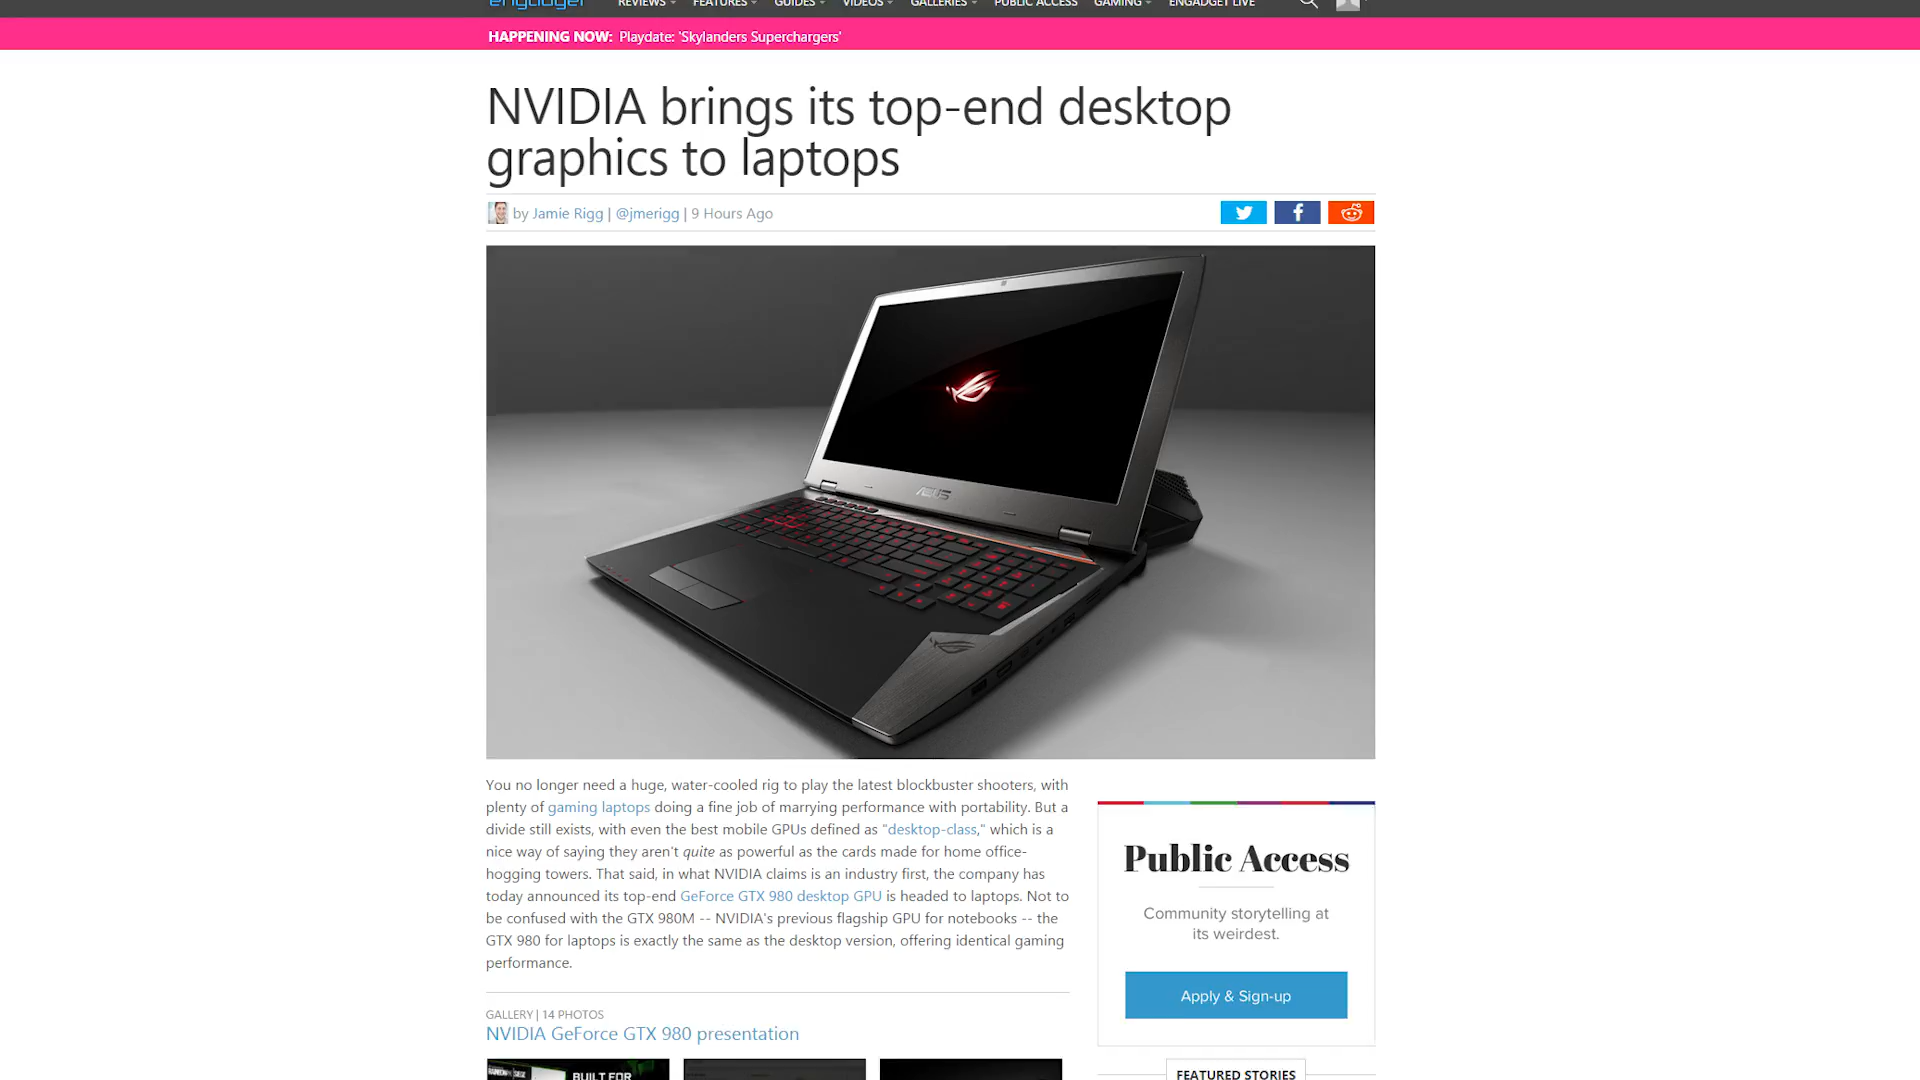 engadget
REVIEWS FEATURES GUIDES VIDEOS GALLERIES PUBLIC ACCESS GAMING ENGADGET LIVE
HAPPENING NOW: Playdate: 'Skylanders Superchargers'
NVIDIA brings its top-end desktop
graphics to laptops
by Jamie Rigg | @jmerigg | 9 Hours Ago
ASUS
You no longer need a huge, water-cooled rig to play the latest blockbuster shooters, with
plenty of gaming laptops doing a fine job of marrying performance with portability. But a
divide still exists, with even the best mobile GPUs defined as "desktop-class," which is a
nice way of saying they aren't quite as powerful as the cards made for home office-
hogging towers. That said, in what NVIDIA claims is an industry first, the company has
today announced its top-end GeForce GTX 980 desktop GPU is headed to laptops. Not to
be confused with the GTX 980M -- NVIDIA's previous flagship GPU for notebooks -- the
GTX 980 for laptops is exactly the same as the desktop version, offering identical gaming
performance.
Public Access
Community storytelling at
its weirdest.
Apply & Sign-up
GALLERY | 14 PHOTOS
NVIDIA GeForce GTX 980 presentation
BUILT FOR
FEATURED STORIES